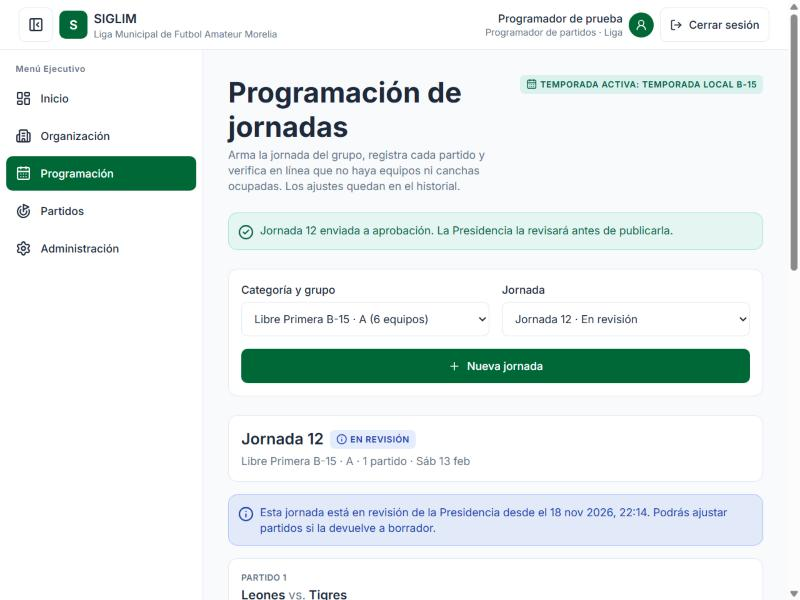 S
SIGLIM
Liga Municipal de Futbol Amateur Morelia
Programador de prueba
Programador de partidos · Liga
Cerrar sesión
Menú Ejecutivo
Inicio
Organización
Programación
Partidos
Administración
Programación de
jornadas
TEMPORADA ACTIVA: TEMPORADA LOCAL B-15
Arma la jornada del grupo, registra cada partido y
verifica en línea que no haya equipos ni canchas
ocupadas. Los ajustes quedan en el historial.
Jornada 12 enviada a aprobación. La Presidencia la revisará antes de publicarla.
Categoría y grupo
Jornada
Libre Primera B-15 · A (6 equipos)
Jornada 12 · En revisión
+ Nueva jornada
Jornada 12
EN REVISIÓN
Libre Primera B-15 · A · 1 partido · Sáb 13 feb
Esta jornada está en revisión de la Presidencia desde el 18 nov 2026, 22:14. Podrás ajustar
partidos si la devuelve a borrador.
PARTIDO 1
Leones vs. Tigres